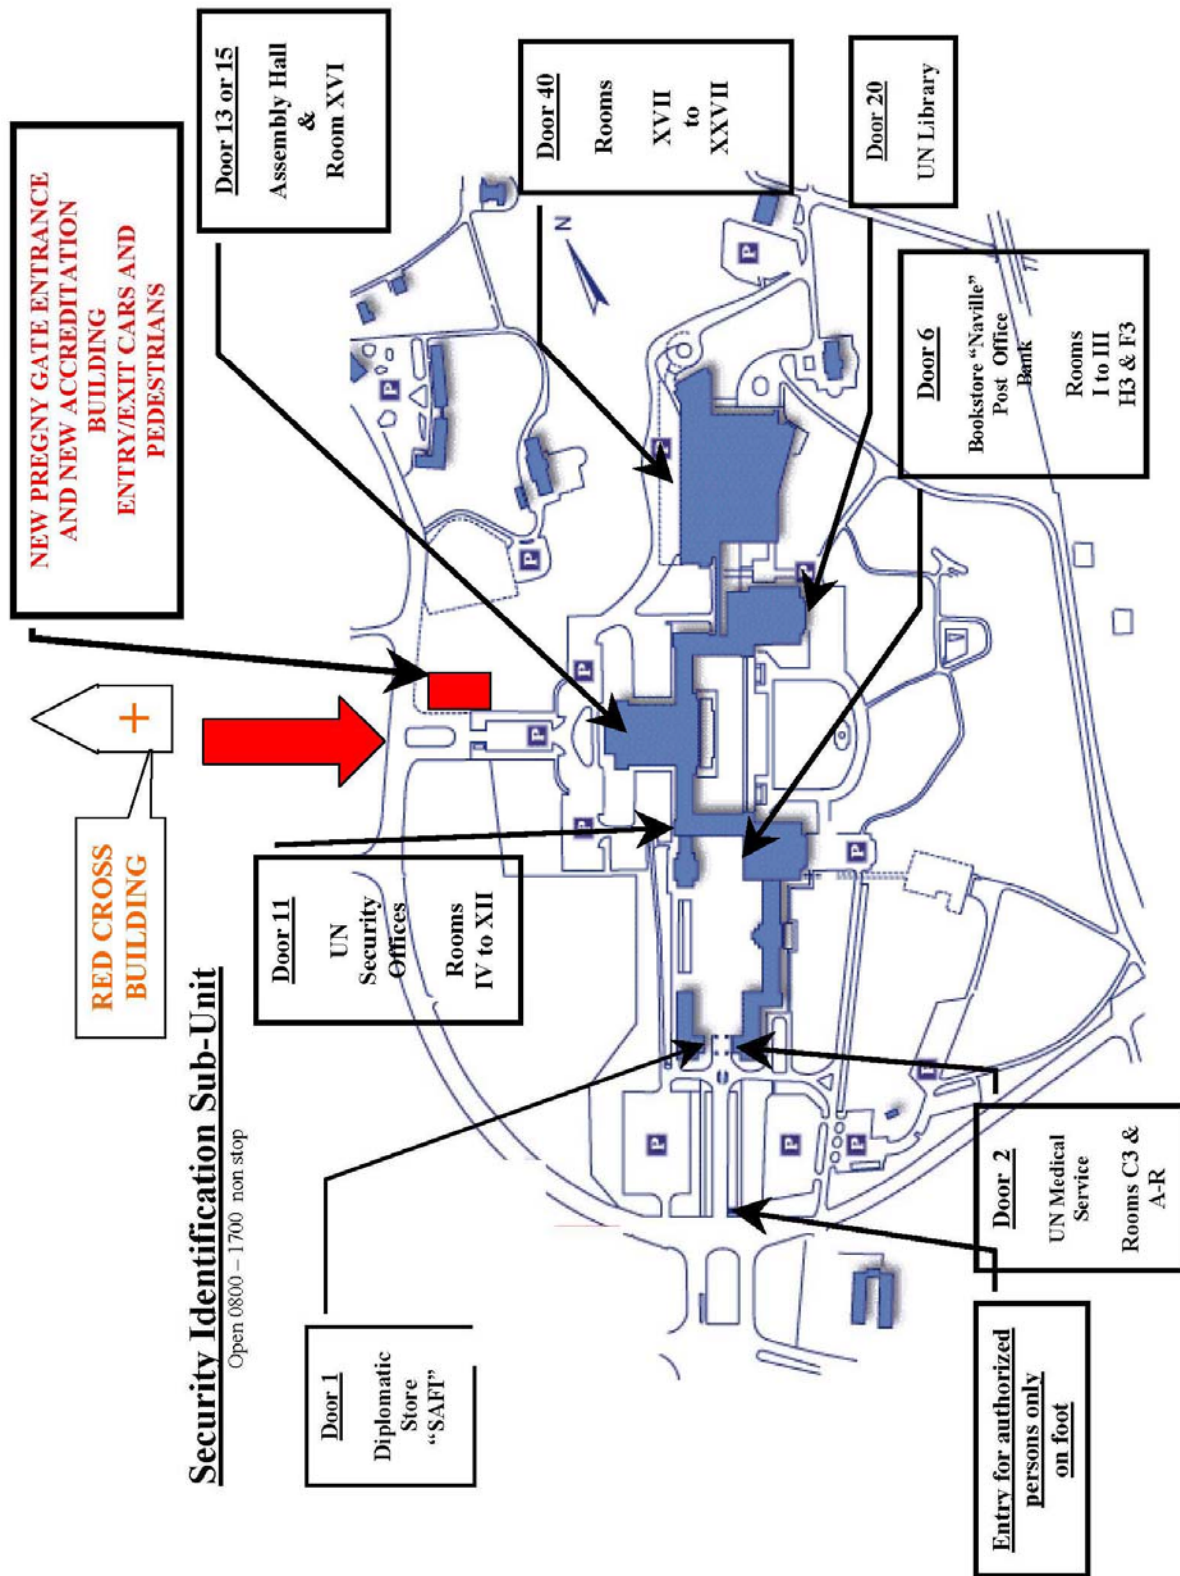 NEW PREGNY GATE ENTRANCE
AND NEW ACCREDITATION
BUILDING
ENTRY/EXIT CARS AND
PEDESTRIANS
RED CROSS
BUILDING
Security Identification Sub-Unit
Open 0800 – 1700 non stop
Door 13 or 15
Assembly Hall
&
Room XVI
Door 11
UN
Security
Offices
Rooms
IV to XII
Door 1
Diplomatic
Store
“SAFI”
Door 40
Rooms
XVII
to
XXVII
N
Door 20
UN Library
Door 6
Bookstore “Naville”
Post Office
Bank
Rooms
I to III
H3 & F3
Door 2
UN Medical
Service
Rooms C3 &
A-R
Entry for authorized
persons only
on foot
P
P
P
P
P
P
P
P
P
P
P
P
P
P